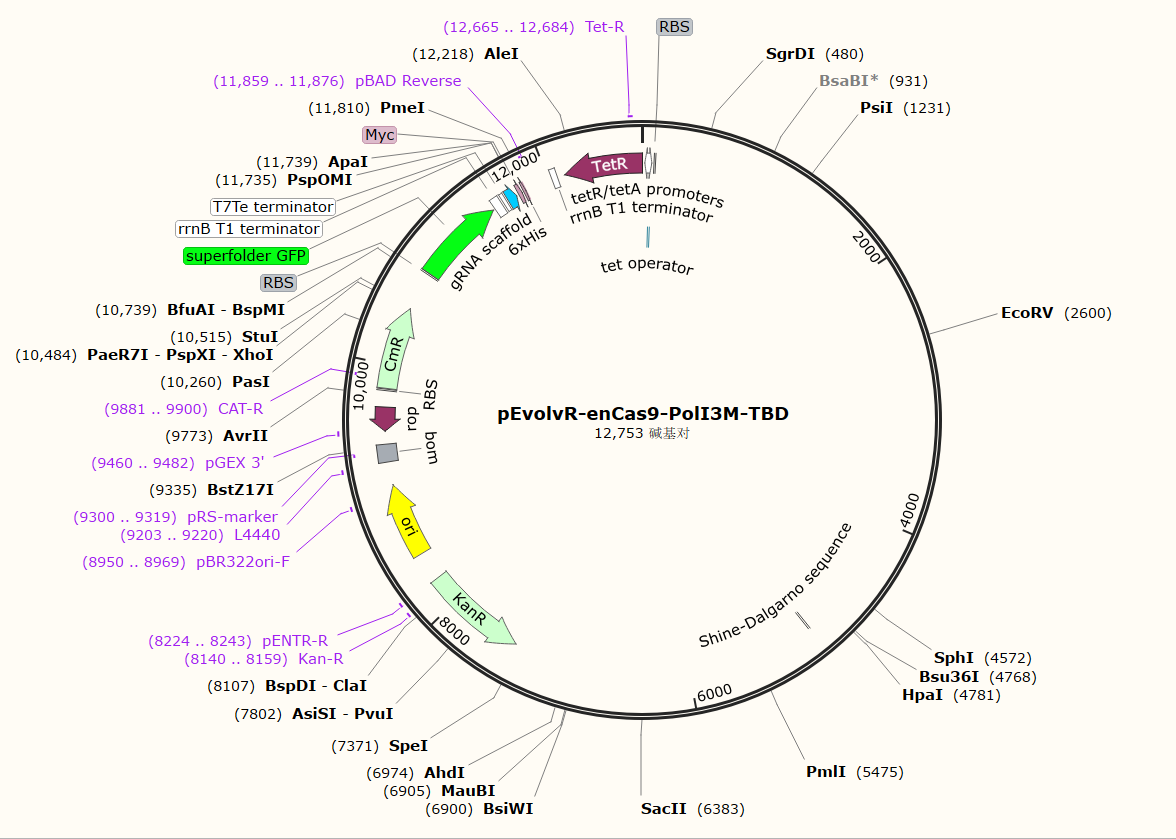 (12,665 .. 12,684) Tet-R
RBS
(12,218) AleI
SgrDI (480)
(11,859 .. 11,876) pBAD Reverse
BsaBI* (931)
(11,810) PmeI
PsiI (1231)
Myc
(11,739) ApaI
(11,735) PspOMI
T7Te terminator
rrnB T1 terminator
superfolder GFP
RBS
(10,739) BfuAI - BspMI
(10,515) StuI
(10,484) PaeR7I - PspXI - XhoI
(10,260) PasI
(9881 .. 9900) CAT-R
(9773) AvrII
(9460 .. 9482) pGEX 3'
(9335) BstZ17I
(9300 .. 9319) pRS-marker
(9203 .. 9220) L4440
(8950 .. 8969) pBR322ori-F
(8224 .. 8243) pENTR-R
(8140 .. 8159) Kan-R
(8107) BspDI - ClaI
(7802) AsiSI - PvuI
(7371) SpeI
(6974) AhdI
(6905) MauBI
(6900) BsiWI
SacII (6383)
PmlI (5475)
HpaI (4781)
Bsu36I (4768)
SphI (4572)
EcoRV (2600)
12,000
TetR
tetR/tetA promoters
rrnB T1 terminator
tet operator
gRNA scaffold
6xHis
2000
10,000
CmR
RBS
rop
bom
ori
KanR
8000
6000
4000
Shine-Dalgarno sequence
pEvolvR-enCas9-PolI3M-TBD
12,753 碱基对